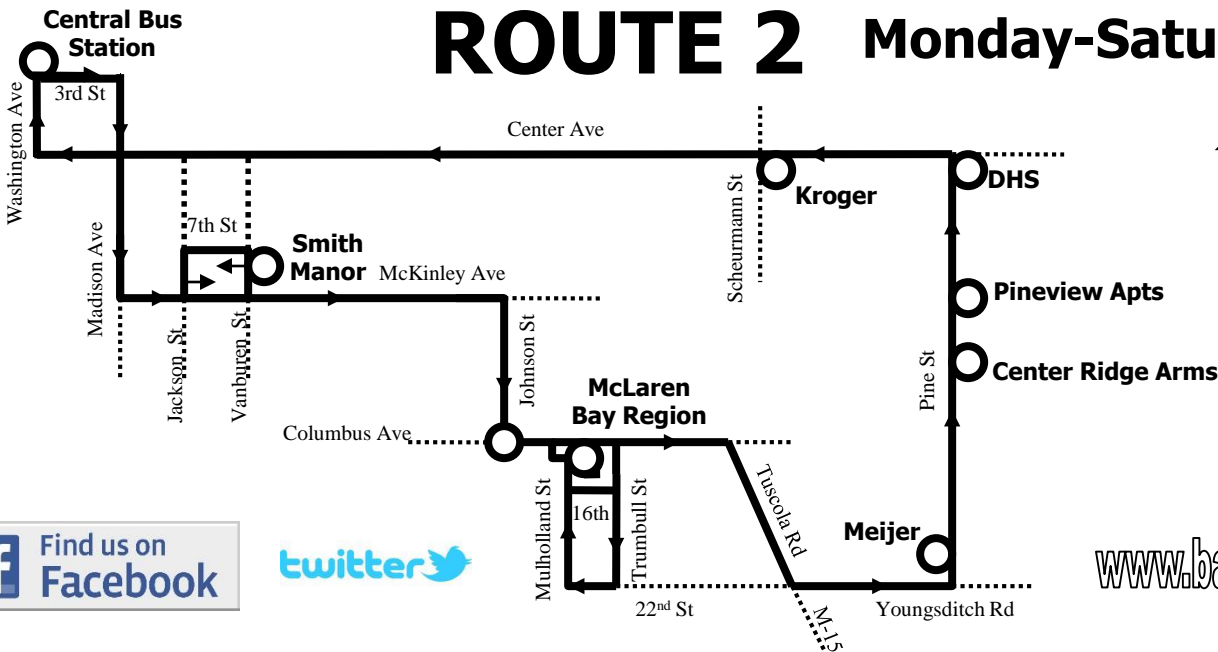 ROUTE 2 Monday-Satu
Central Bus
Station
3rd St
Washington Ave
Center Ave
Scheurmann St
Kroger
DHS
7th St
Smith
Manor
McKinley Ave
Madison Ave
Jackson St
Vanburen St
Johnson St
Pineview Apts
Center Ridge Arms
Pine St
McLaren
Bay Region
Columbus Ave
Mulholland St
16th
Trumbull St
Tuscola Rd
Meijer
22nd St
M-15
Youngsditch Rd
f Find us on
Facebook
twitter
www.ba